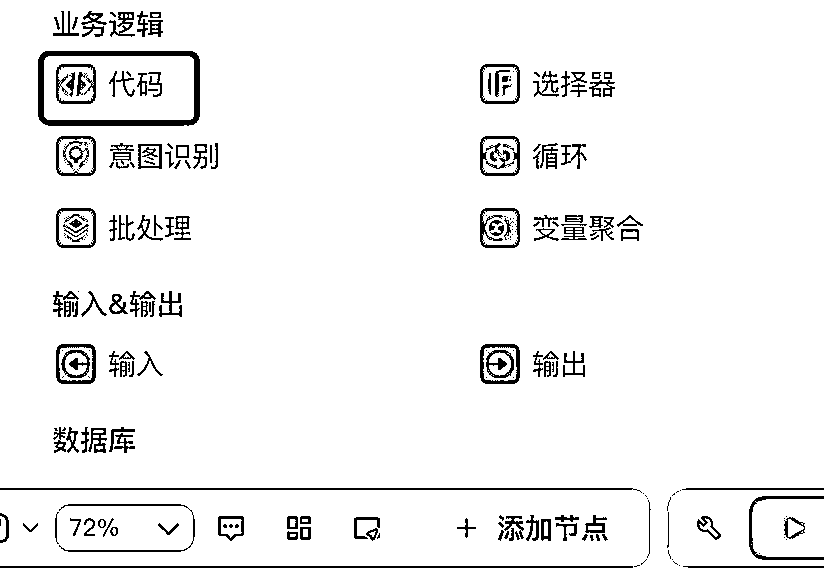 业务逻辑
代码 选择器
意图识别 循环
批处理 变量聚合
输入&输出
输入 输出
数据库
72% + 添加节点